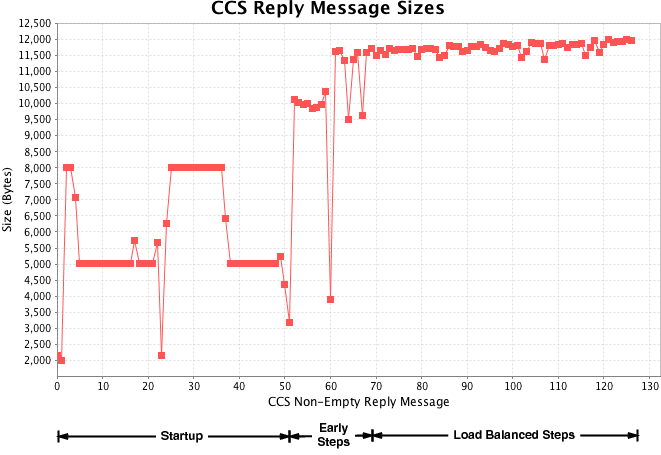 CCS Reply Message Sizes
12,500
12,000
11,500
11,000
10,500
10,000
9,500
9,000
8,500
8,000
7,500
7,000
6,500
6,000
5,500
5,000
4,500
4,000
3,500
3,000
2,500
2,000
Size (Bytes)
0 10 20 30 40 50 60 70 80 90 100 110 120 130
CCS Non-Empty Reply Message
Startup
Early
Steps
Load Balanced Steps